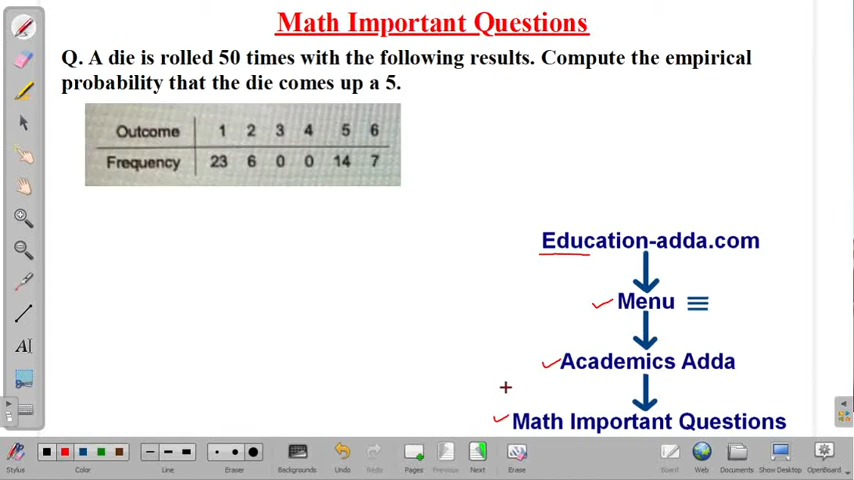 Math Important Questions
Q. A die is rolled 50 times with the following results. Compute the empirical
probability that the die comes up a 5.
Outcome 1 2 3 4 5 6
Frequency 23 6 0 0 14 7
Education-adda.com
Menu
Academics Adda
Math Important Questions
Stylus Color Line Eraser Backgrounds Undo Redo Pages Previous Next Erase Board Web Documents Show Desktop OpenBoard